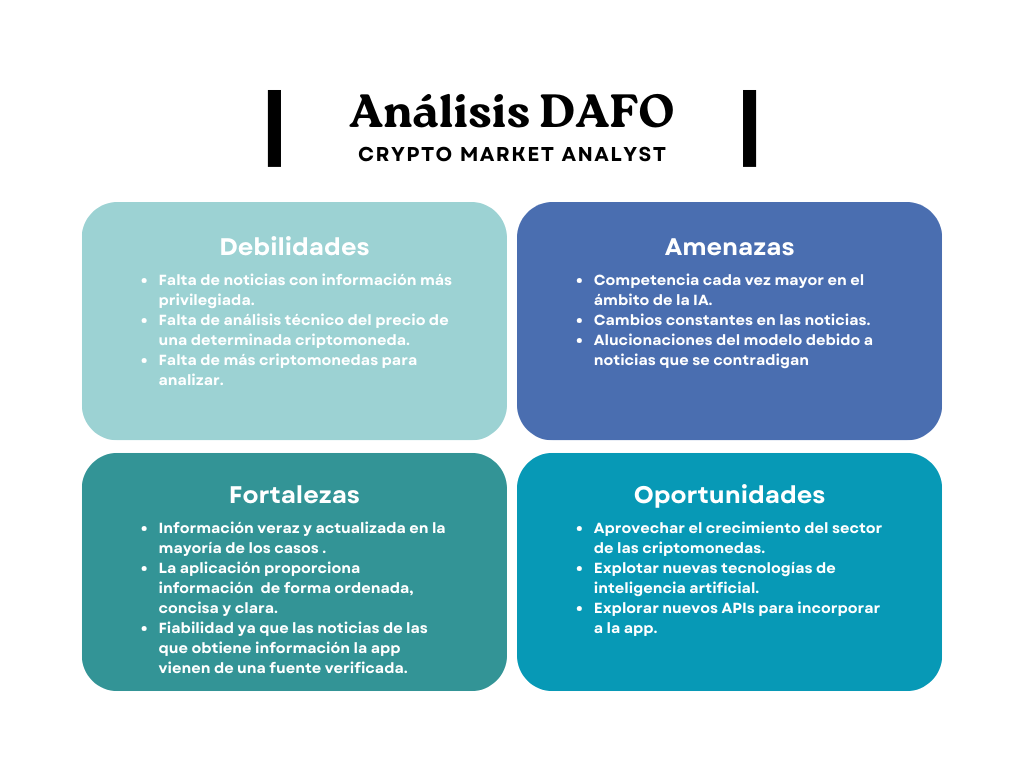 Análisis DAFO
CRYPTO MARKET ANALYST
Debilidades
• Falta de noticias con información más
privilegiada.
• Falta de análisis técnico del precio de
una determinada criptomoneda.
• Falta de más criptomonedas para
analizar.
Amenazas
• Competencia cada vez mayor en el
ámbito de la IA.
• Cambios constantes en las noticias.
• Alucionaciones del modelo debido a
noticias que se contradigan
Fortalezas
• Información veraz y actualizada en la
mayoría de los casos .
• La aplicación proporciona
información  de forma ordenada,
concisa y clara.
• Fiabilidad ya que las noticias de las
que obtiene información la app
vienen de una fuente verificada.
Oportunidades
• Aprovechar el crecimiento del sector
de las criptomonedas.
• Explotar nuevas tecnologías de
inteligencia artificial.
• Explorar nuevos APIs para incorporar
a la app.